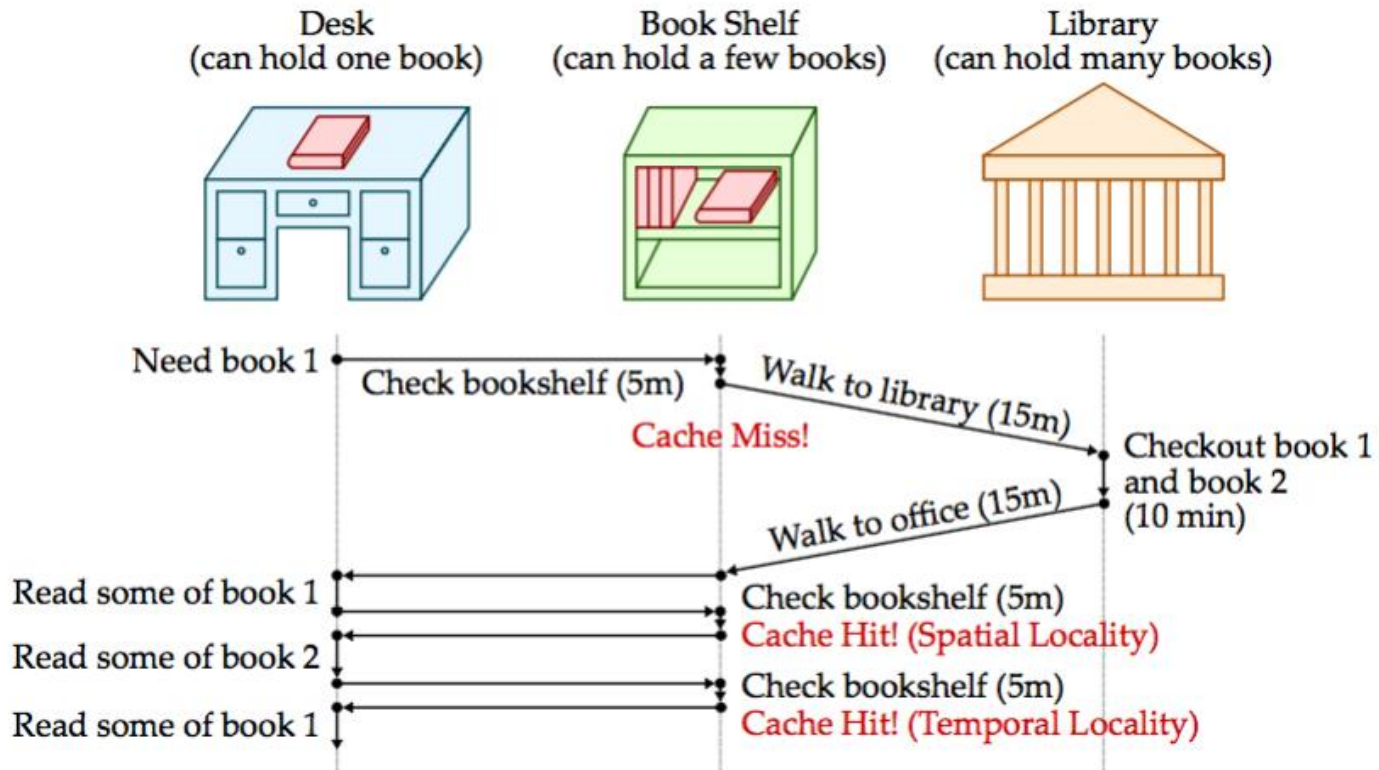 Desk
(can hold one book)
Book Shelf
(can hold a few books)
Library
(can hold many books)
Need book 1
Check bookshelf (5m)
Walk to library (15m)
Cache Miss!
Checkout book 1
and book 2
(10 min)
Walk to office (15m)
Read some of book 1
Check bookshelf (5m)
Cache Hit! (Spatial Locality)
Read some of book 2
Check bookshelf (5m)
Cache Hit! (Temporal Locality)
Read some of book 1